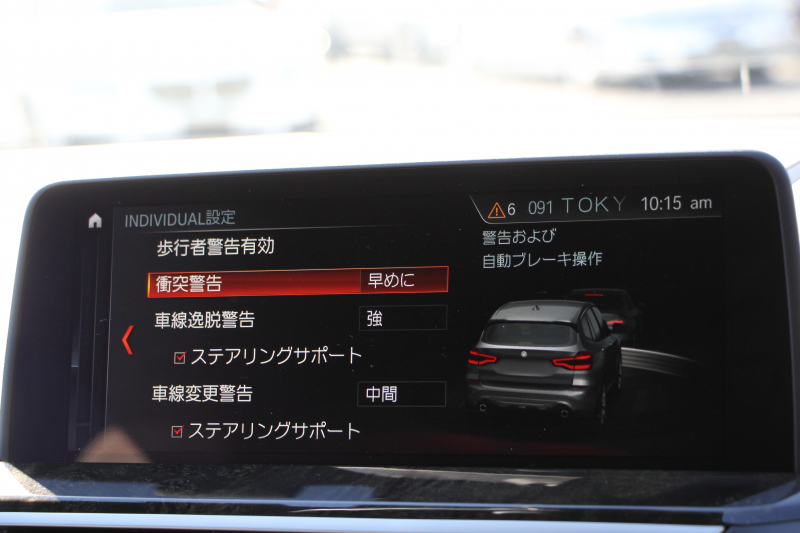 INDIVIDUAL設定
6 091 TOKY 10:15 am
歩行者警告有効
衝突警告 早めに
車線逸脱警告 強
ステアリングサポート
車線変更警告 中間
ステアリングサポート
警告および
自動ブレーキ操作